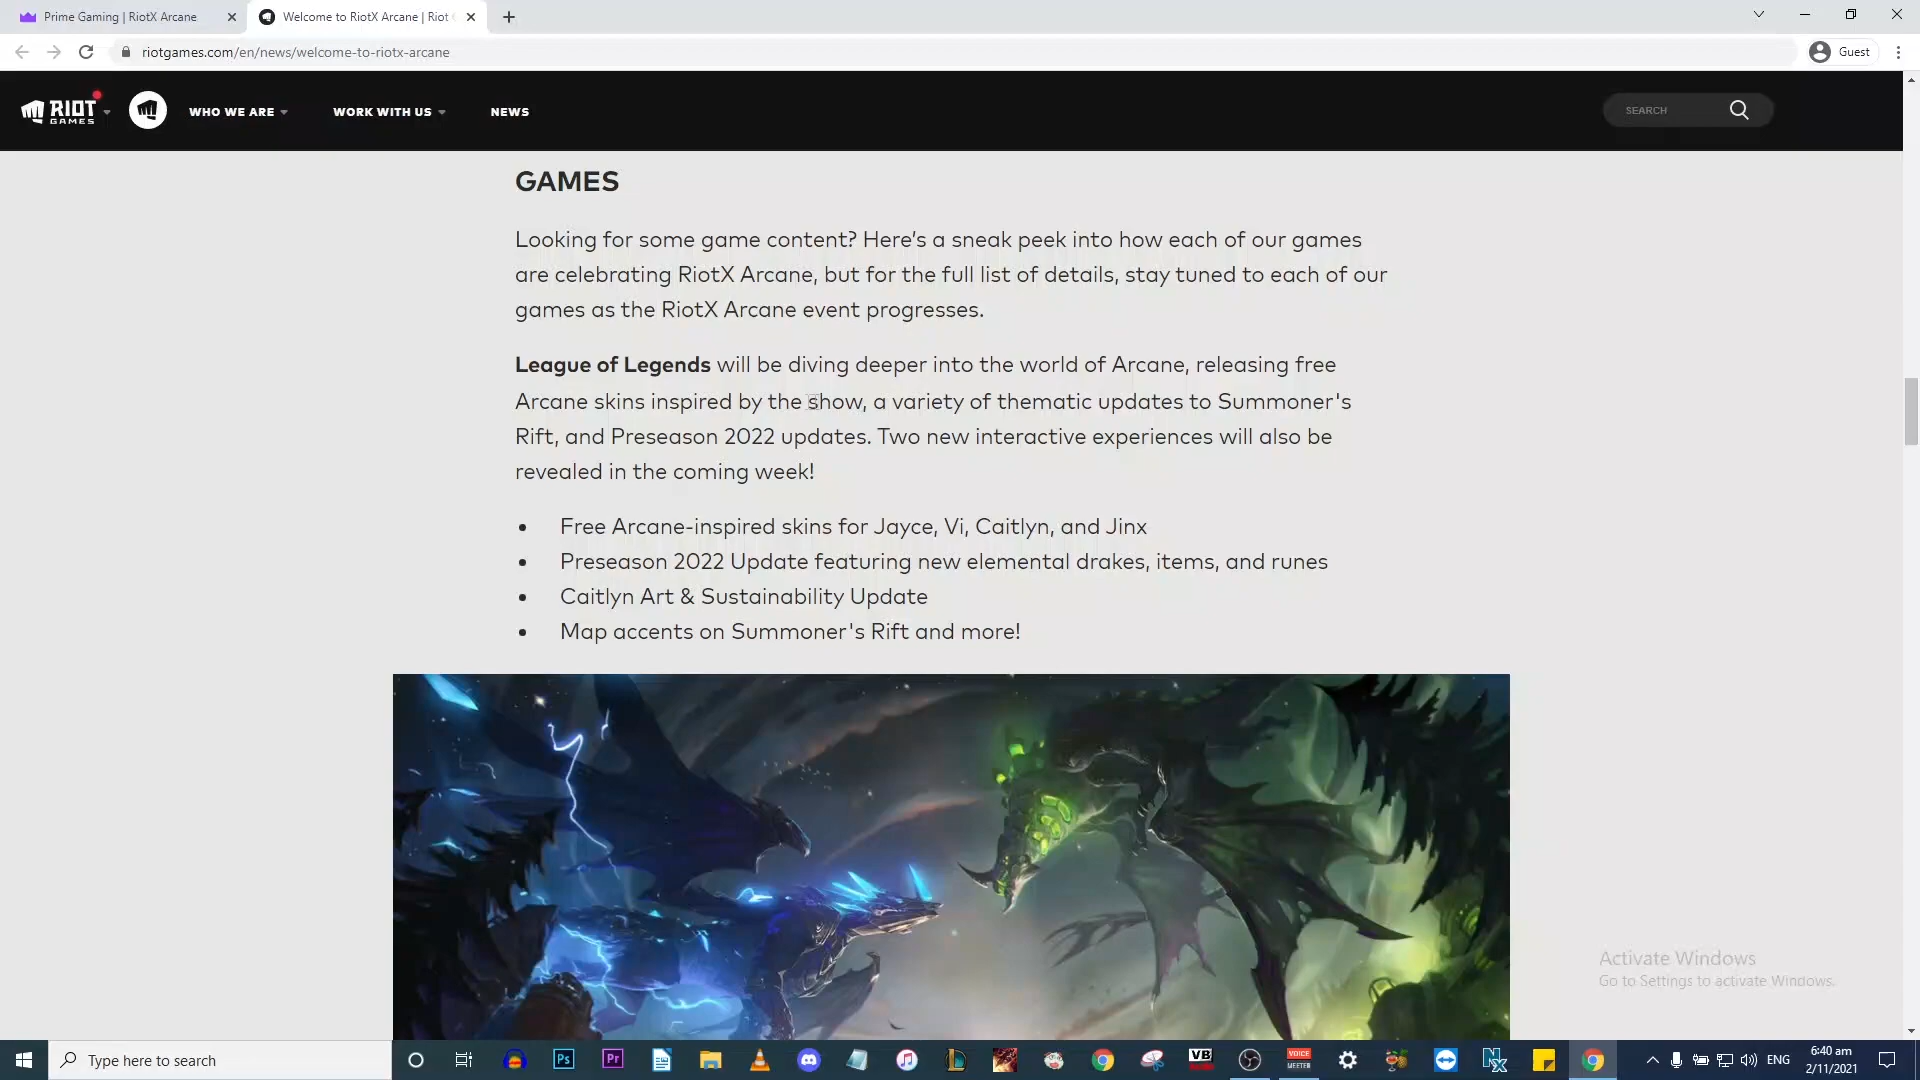 Prime Gaming | RiotX Arcane
Welcome to RiotX Arcane | Riot
riotgames.com/en/news/welcome-to-riotx-arcane
Guest
RIOT
GAMES
WHO WE ARE
WORK WITH US
NEWS
SEARCH
GAMES
Looking for some game content? Here’s a sneak peek into how each of our games
are celebrating RiotX Arcane, but for the full list of details, stay tuned to each of our
games as the RiotX Arcane event progresses.
League of Legends will be diving deeper into the world of Arcane, releasing free
Arcane skins inspired by the show, a variety of thematic updates to Summoner's
Rift, and Preseason 2022 updates. Two new interactive experiences will also be
revealed in the coming week!
• Free Arcane-inspired skins for Jayce, Vi, Caitlyn, and Jinx
• Preseason 2022 Update featuring new elemental drakes, items, and runes
• Caitlyn Art & Sustainability Update
• Map accents on Summoner's Rift and more!
Activate Windows
Go to Settings to activate Windows.
Type here to search
Ps
Pr
VB
VOICE
MEETER
ENG
6:40 am
2/11/2021